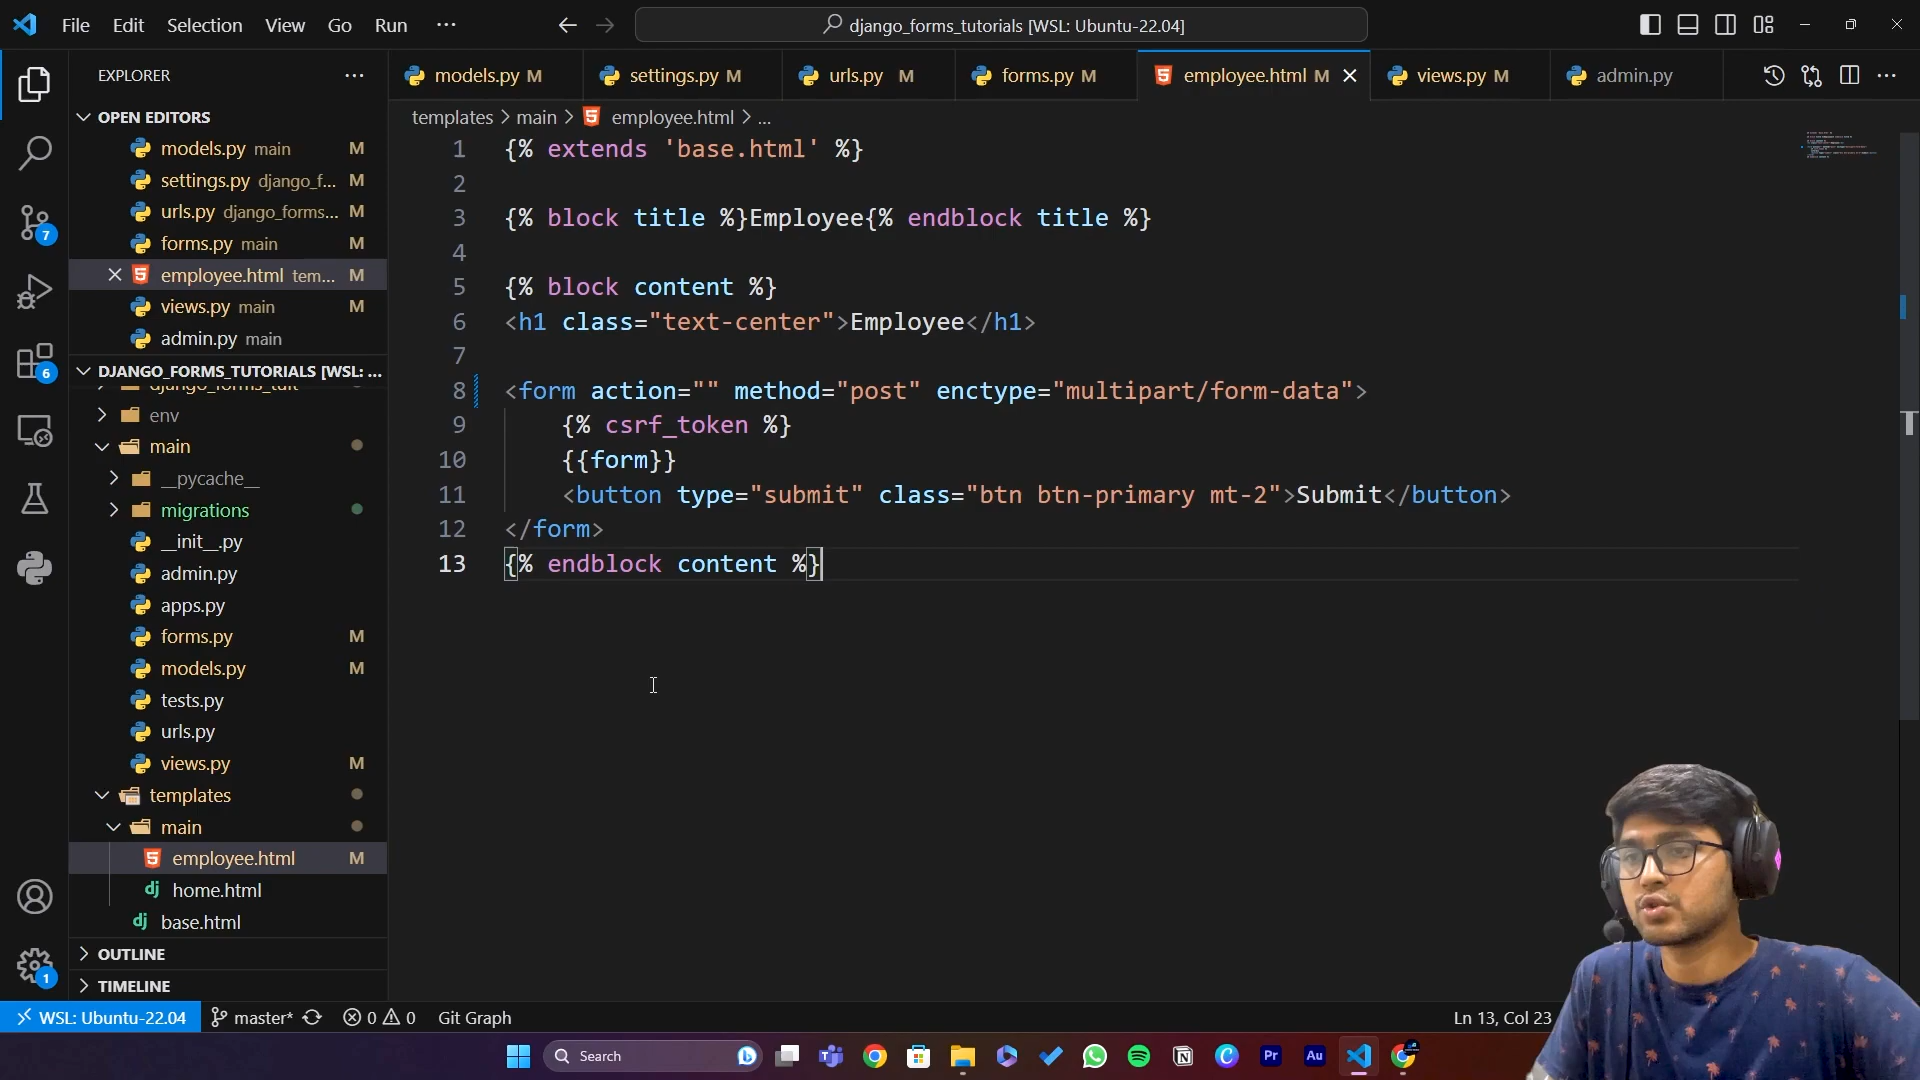 File Edit Selection View Go Run ···
django_forms_tutorials [WSL: Ubuntu-22.04]
EXPLORER ···
models.py M settings.py M urls.py M forms.py M employee.html M views.py M admin.py ···
templates > main > employee.html > ...
OPEN EDITORS
models.py main M
settings.py django_f... M
urls.py django_forms... M
forms.py main M
employee.html tem... M
views.py main M
admin.py main
DJANGO_FORMS_TUTORIALS [WSL: ...
env
main
__pycache__
migrations
__init__.py
admin.py
apps.py
forms.py M
models.py M
tests.py
urls.py
views.py M
templates
main
employee.html M
home.html
base.html
OUTLINE
TIMELINE
7
6
1
1 {% extends 'base.html' %}
2
3 {% block title %}Employee{% endblock title %}
4
5 {% block content %}
6 <h1 class="text-center">Employee</h1>
7
8 <form action="" method="post" enctype="multipart/form-data">
9 {% csrf_token %}
10 {{form}}
11 <button type="submit" class="btn btn-primary mt-2">Submit</button>
12 </form>
13 {% endblock content %}
WSL: Ubuntu-22.04 master* 0 0 Git Graph Ln 13, Col 23
Search Pr Au